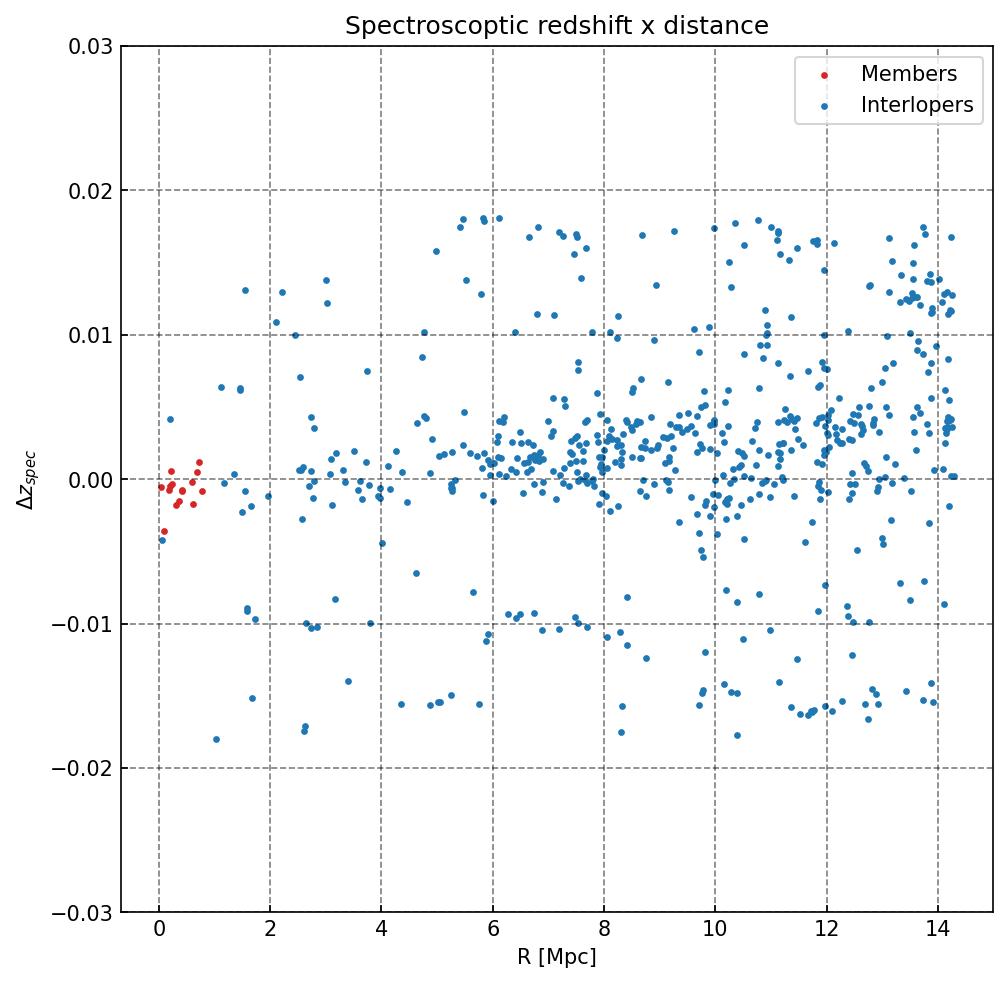 Spectroscoptic redshift x distance
Members
Interlopers
0.03
0.02
0.01
0.00
−0.01
−0.02
−0.03
Δz_spec
0 2 4 6 8 10 12 14
R [Mpc]